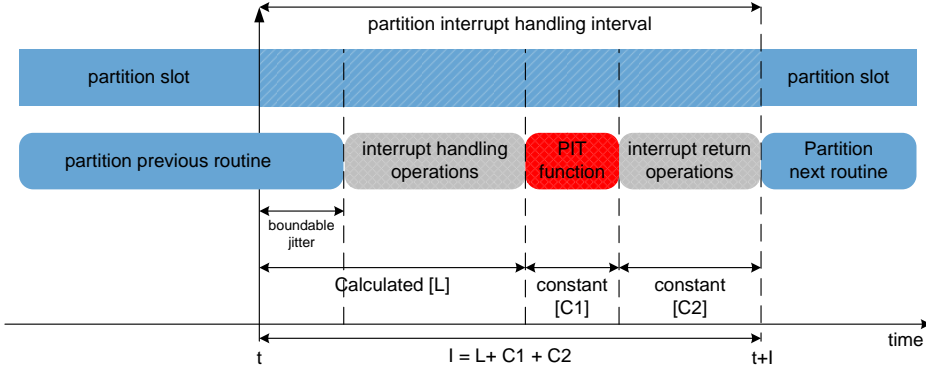 partition interrupt handling interval
partition slot
partition slot
partition previous routine
interrupt handling
operations
PIT
function
interrupt return
operations
Partition
next routine
boundable
jitter
Calculated [L]
constant
[C1]
constant
[C2]
time
t
I = L+ C1 + C2
t+I